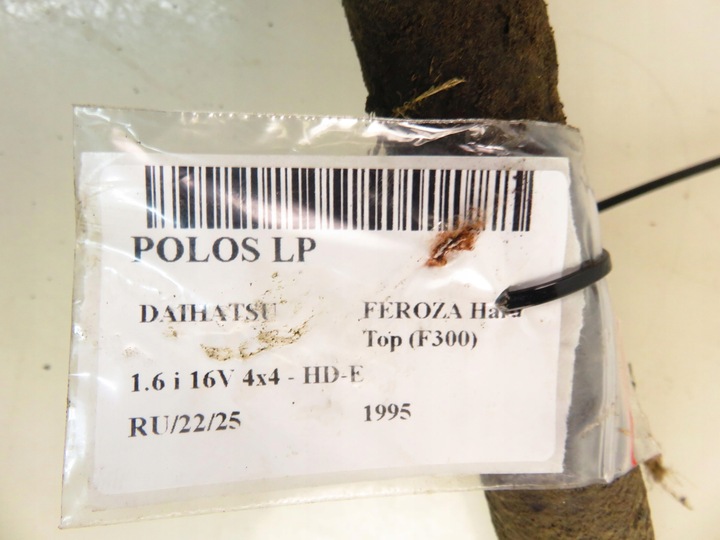 POLOS LP
DAIHATSU
FEROZA Hard
Top (F300)
1.6 i 16V 4x4 - HD-E
RU/22/25
1995